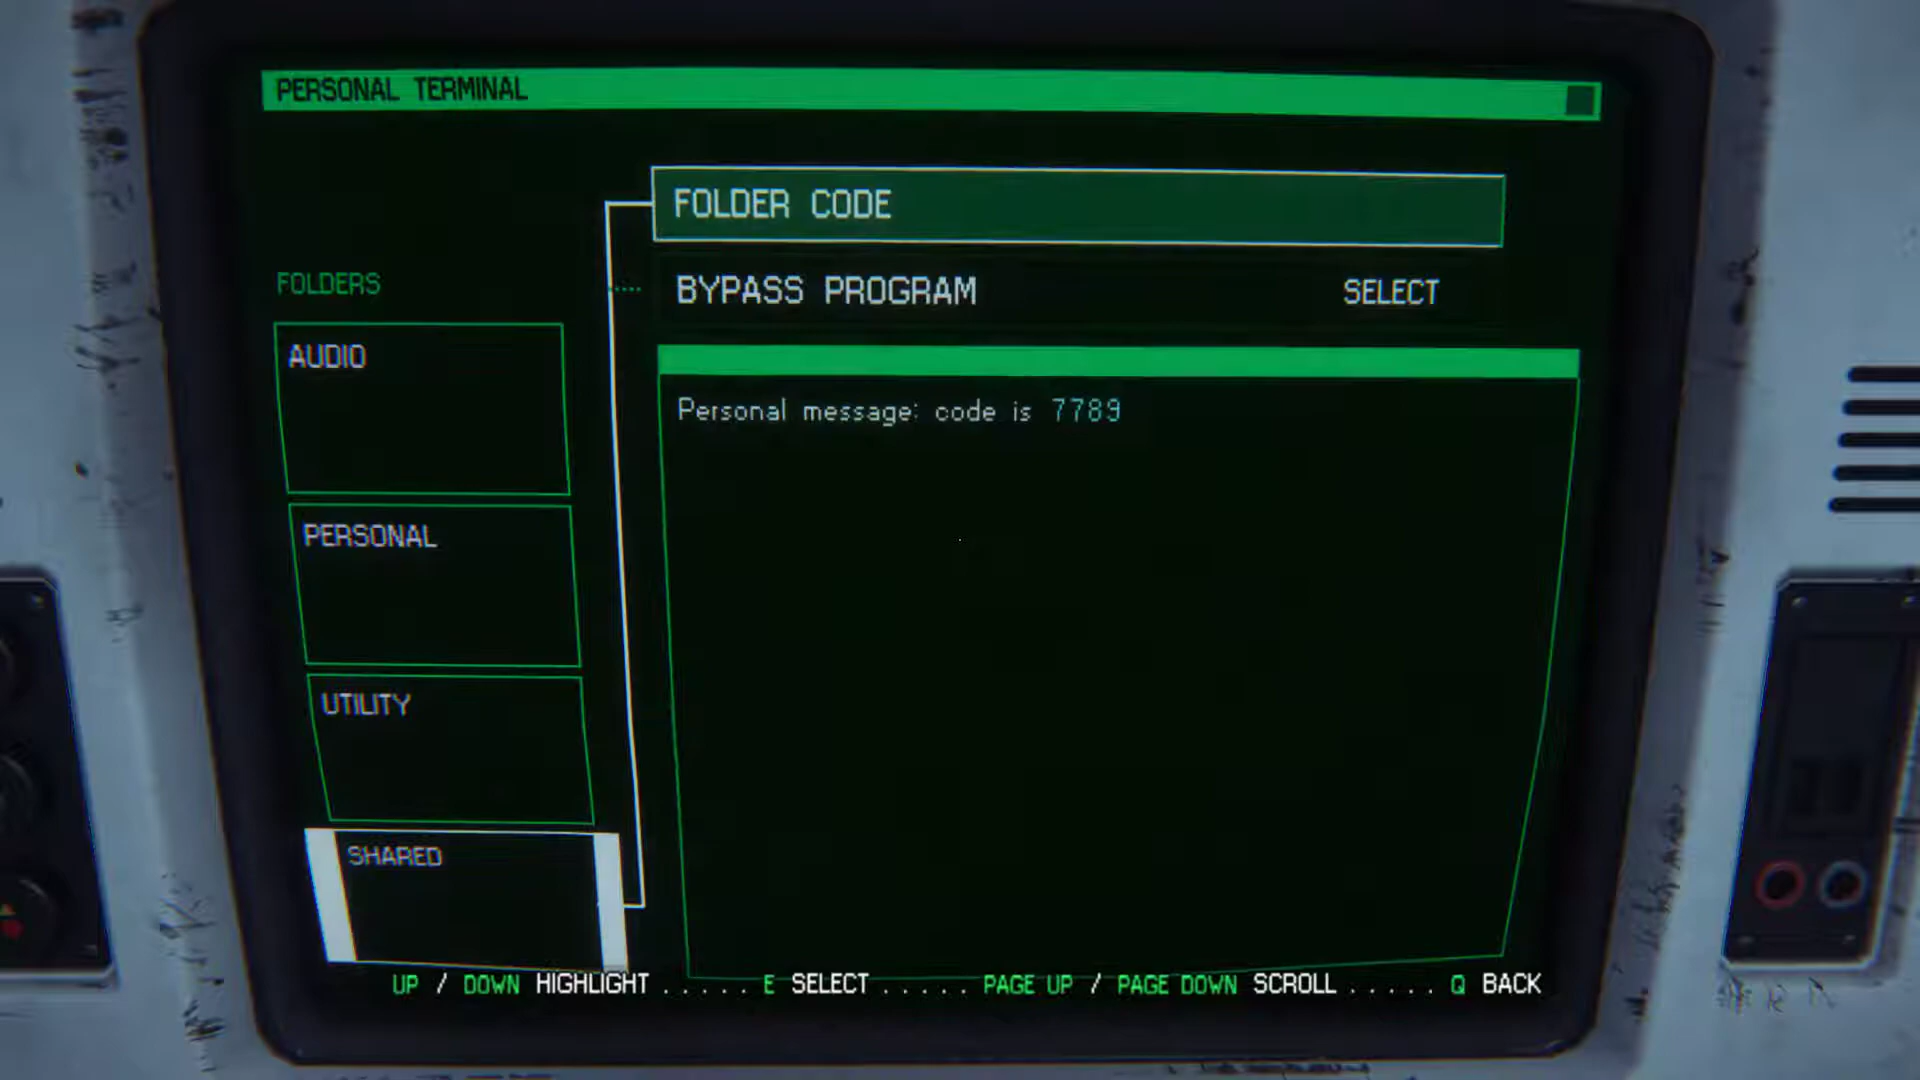 PERSONAL TERMINAL
FOLDER CODE
BYPASS PROGRAM SELECT
FOLDERS
AUDIO
PERSONAL
UTILITY
SHARED
Personal message: code is 7789
UP / DOWN HIGHLIGHT ..... E SELECT ...... PAGE UP / PAGE DOWN SCROLL ..... Q BACK